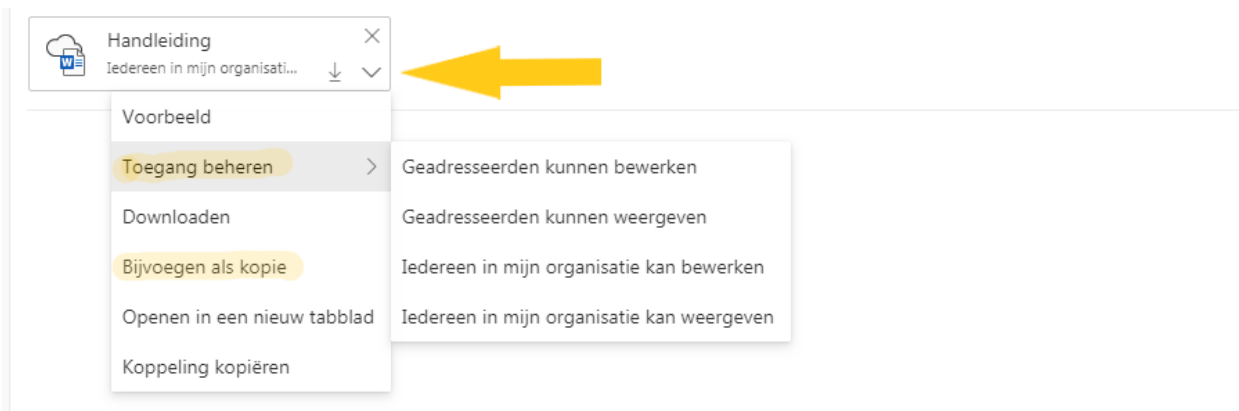 Handleiding
Iedereen in mijn organisati...
W
Voorbeeld
Toegang beheren
Geadresseerden kunnen bewerken
Downloaden
Geadresseerden kunnen weergeven
Bijvoegen als kopie
Iedereen in mijn organisatie kan bewerken
Openen in een nieuw tabblad
Iedereen in mijn organisatie kan weergeven
Koppeling kopiëren